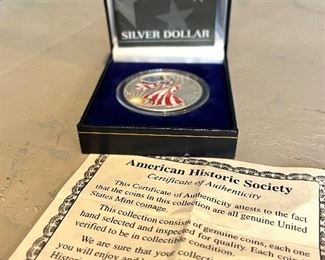 SILVER DOLLAR
American Historic Society
Certificate of Authenticity
This Certificate of Authenticity attests to the fact
that the coins in this collection are all genuine United
States Mint coinage.
This collection consists of genuine coins, each one
hand selected and inspected for quality. Each coin
verified to be in collectible condition.
We are sure that your collec
you will enjoy and
Histori